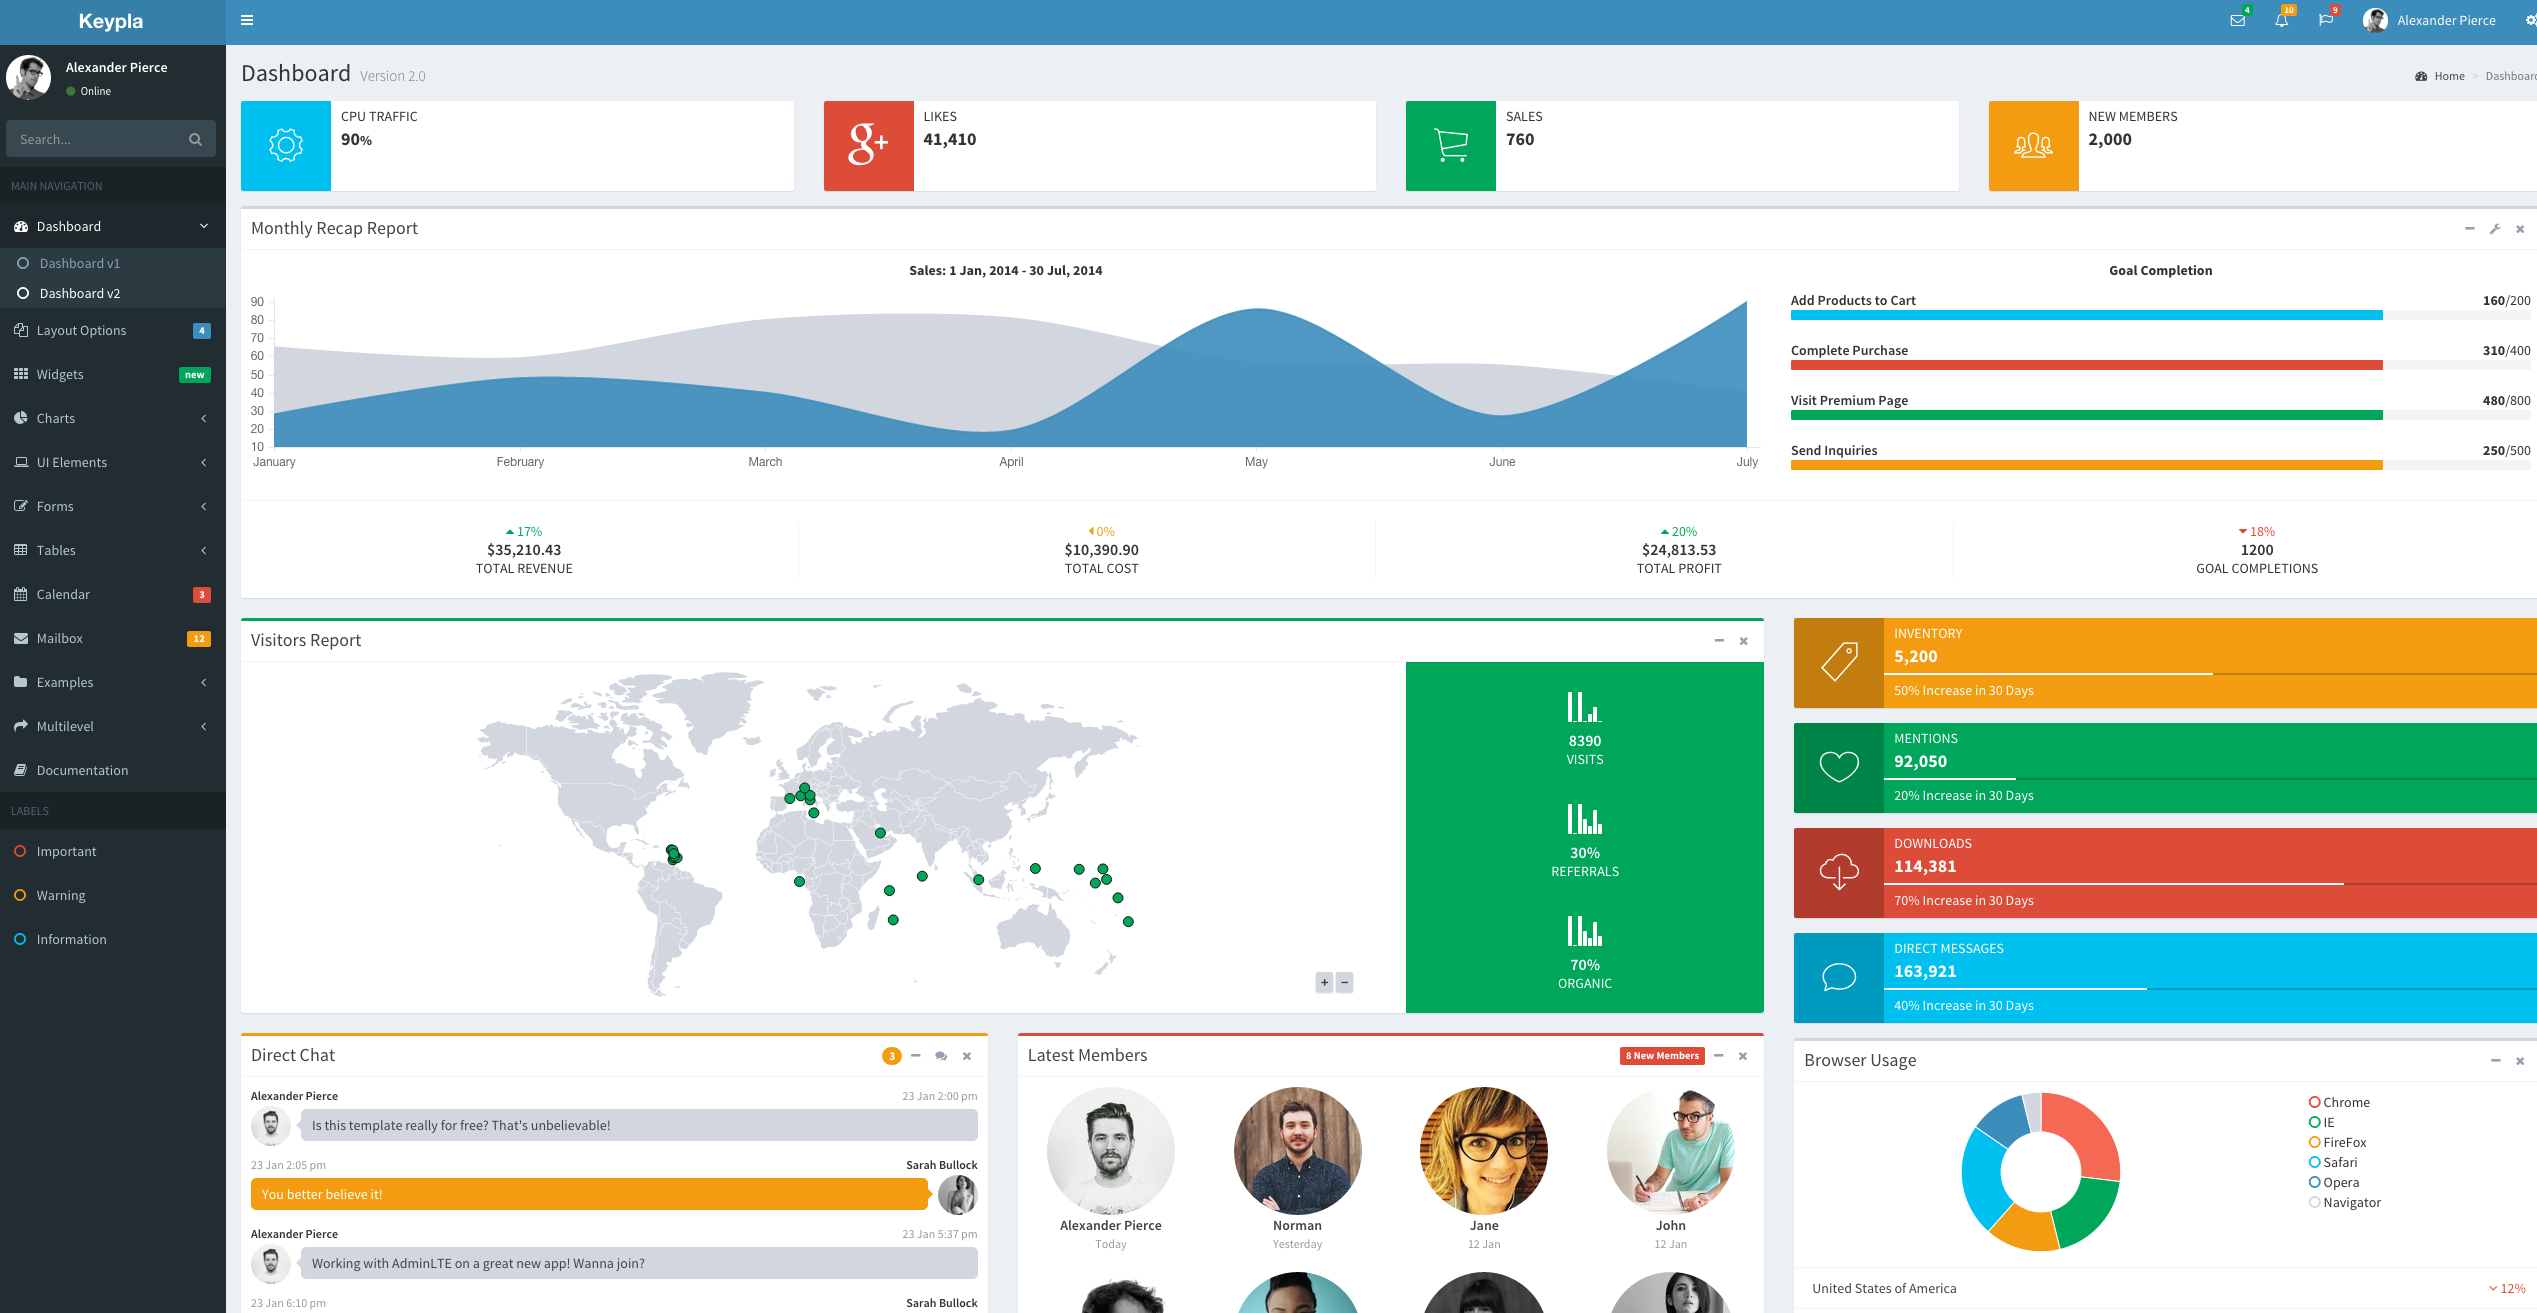 Keypla
4
10
9
Alexander Pierce
Alexander Pierce
Online
Search...
MAIN NAVIGATION
Dashboard
Dashboard v1
Dashboard v2
Layout Options 4
Widgets new
Charts
UI Elements
Forms
Tables
Calendar 3
Mailbox 12
Examples
Multilevel
Documentation
LABELS
Important
Warning
Information
Dashboard Version 2.0
Home > Dashboard
CPU TRAFFIC
90%
g+
LIKES
41,410
SALES
760
NEW MEMBERS
2,000
Monthly Recap Report
Sales: 1 Jan, 2014 - 30 Jul, 2014
90
80
70
60
50
40
30
20
10
January February March April May June July
Goal Completion
Add Products to Cart 160/200
Complete Purchase 310/400
Visit Premium Page 480/800
Send Inquiries 250/500
17%
$35,210.43
TOTAL REVENUE
0%
$10,390.90
TOTAL COST
20%
$24,813.53
TOTAL PROFIT
18%
1200
GOAL COMPLETIONS
Visitors Report
+ −
8390
VISITS
30%
REFERRALS
70%
ORGANIC
INVENTORY
5,200
50% Increase in 30 Days
MENTIONS
92,050
20% Increase in 30 Days
DOWNLOADS
114,381
70% Increase in 30 Days
DIRECT MESSAGES
163,921
40% Increase in 30 Days
Direct Chat 3
Alexander Pierce 23 Jan 2:00 pm
Is this template really for free? That's unbelievable!
23 Jan 2:05 pm Sarah Bullock
You better believe it!
Alexander Pierce 23 Jan 5:37 pm
Working with AdminLTE on a great new app! Wanna join?
23 Jan 6:10 pm Sarah Bullock
Latest Members 8 New Members
Alexander Pierce
Today
Norman
Yesterday
Jane
12 Jan
John
12 Jan
Browser Usage
Chrome
IE
FireFox
Safari
Opera
Navigator
United States of America 12%